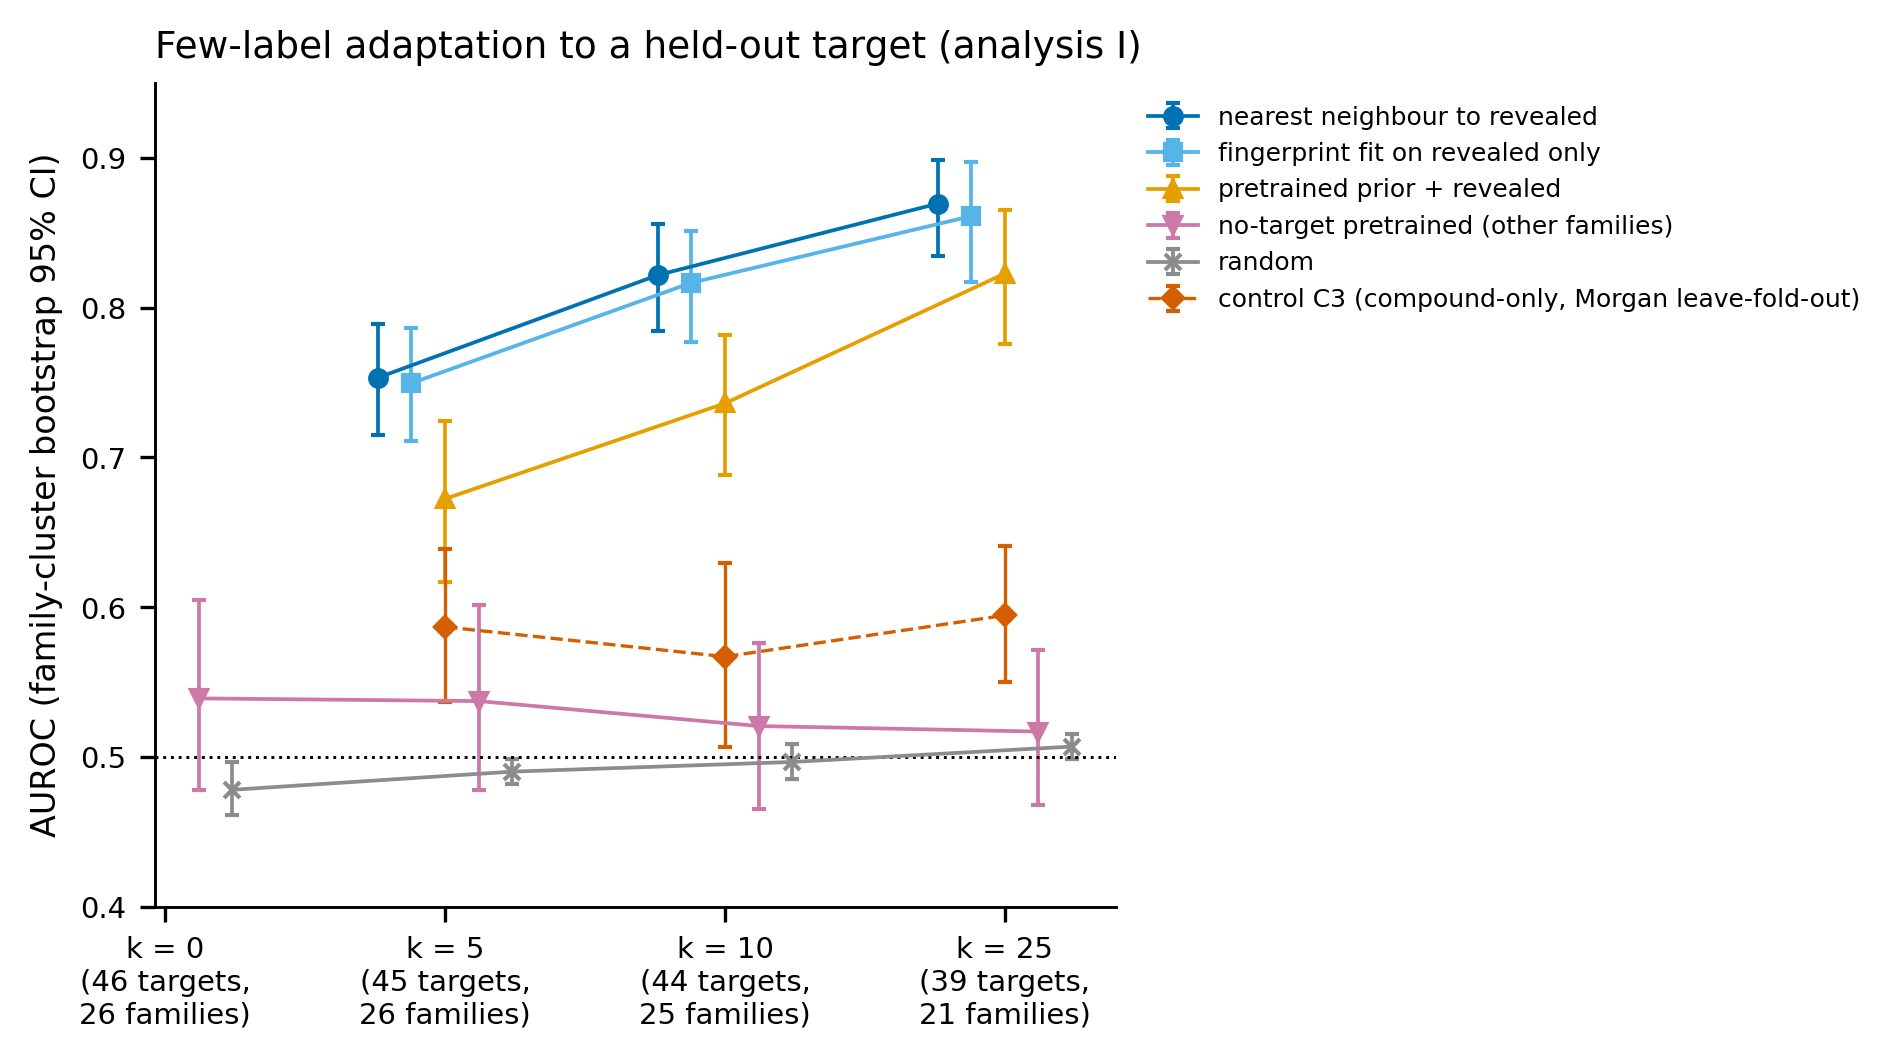 Few-label adaptation to a held-out target (analysis I)
AUROC (family-cluster bootstrap 95% CI)
0.9
0.8
0.7
0.6
0.5
0.4
k = 0
(46 targets,
26 families)
k = 5
(45 targets,
26 families)
k = 10
(44 targets,
25 families)
k = 25
(39 targets,
21 families)
nearest neighbour to revealed
fingerprint fit on revealed only
pretrained prior + revealed
no-target pretrained (other families)
random
control C3 (compound-only, Morgan leave-fold-out)